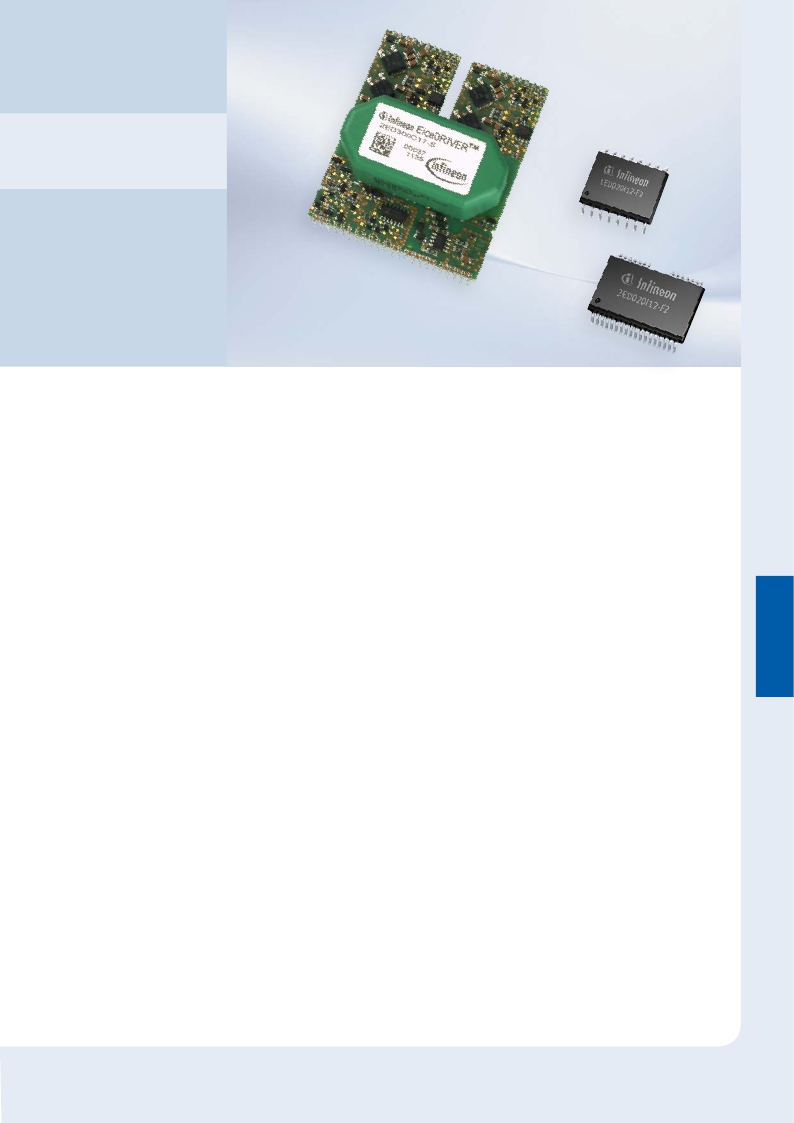 Infineon EiceDRIVER™
2ED300C17-S
Infineon
Infineon
1ED020I12-F2
Infineon
2ED020I12-F2